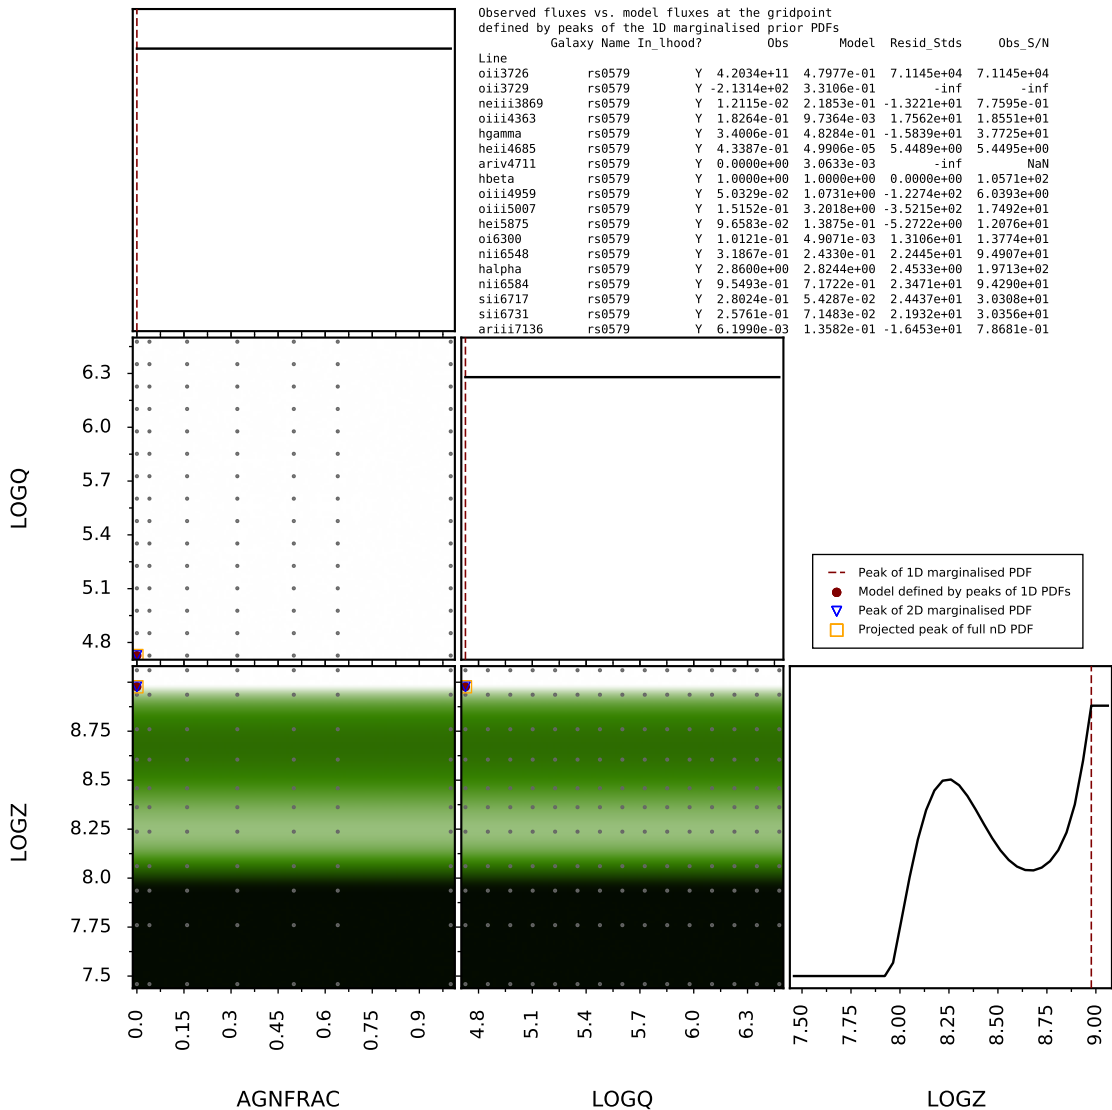 Observed fluxes vs. model fluxes at the gridpoint
defined by peaks of the 1D marginalised prior PDFs
Galaxy Name In_lhood? Obs Model Resid_Stds Obs_S/N
Line
oii3726 rs0579 Y 4.2034e+11 4.7977e-01 7.1145e+04 7.1145e+04
oii3729 rs0579 Y -2.1314e+02 3.3106e-01 -inf -inf
neiii3869 rs0579 Y 1.2115e-02 2.1853e-01 -1.3221e+01 7.7595e-01
oiii4363 rs0579 Y 1.8264e-01 9.7364e-03 1.7562e+01 1.8551e+01
hgamma rs0579 Y 3.4006e-01 4.8284e-01 -1.5839e+01 3.7725e+01
heii4685 rs0579 Y 4.3387e-01 4.9906e-05 5.4489e+00 5.4495e+00
ariv4711 rs0579 Y 0.0000e+00 3.0633e-03 -inf NaN
hbeta rs0579 Y 1.0000e+00 1.0000e+00 0.0000e+00 1.0571e+02
oiii4959 rs0579 Y 5.0329e-02 1.0731e+00 -1.2274e+02 6.0393e+00
oiii5007 rs0579 Y 1.5152e-01 3.2018e+00 -3.5215e+02 1.7492e+01
hei5875 rs0579 Y 9.6583e-02 1.3875e-01 -5.2722e+00 1.2076e+01
oi6300 rs0579 Y 1.0121e-01 4.9071e-03 1.3106e+01 1.3774e+01
nii6548 rs0579 Y 3.1867e-01 2.4330e-01 2.2445e+01 9.4907e+01
halpha rs0579 Y 2.8600e+00 2.8244e+00 2.4533e+00 1.9713e+02
nii6584 rs0579 Y 9.5493e-01 7.1722e-01 2.3471e+01 9.4290e+01
sii6717 rs0579 Y 2.8024e-01 5.4287e-02 2.4437e+01 3.0308e+01
sii6731 rs0579 Y 2.5761e-01 7.1483e-02 2.1932e+01 3.0356e+01
ariii7136 rs0579 Y 6.1990e-03 1.3582e-01 -1.6453e+01 7.8681e-01
6.3
6.0
5.7
5.4
5.1
4.8
LOGQ
Peak of 1D marginalised PDF
Model defined by peaks of 1D PDFs
Peak of 2D marginalised PDF
Projected peak of full nD PDF
8.75
8.5
8.25
8.0
7.75
7.5
LOGZ
0.0 0.15 0.3 0.45 0.6 0.75 0.9
4.8 5.1 5.4 5.7 6.0 6.3
7.50 7.75 8.00 8.25 8.50 8.75 9.00
AGNFRAC LOGQ LOGZ